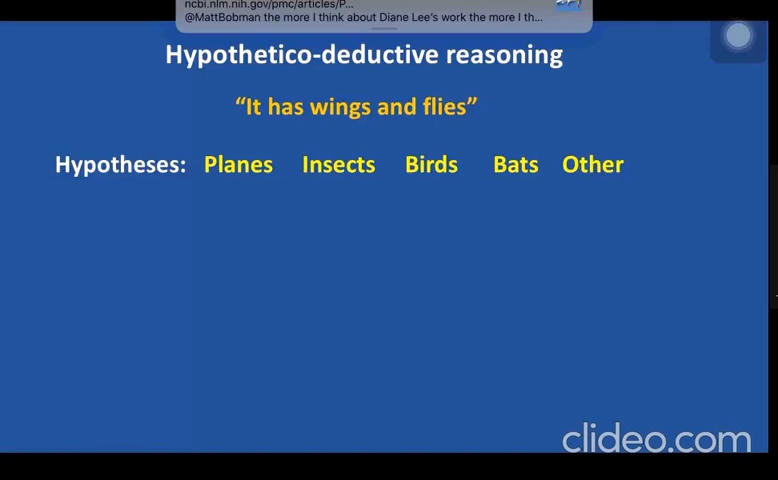 ncbi.nlm.nih.gov/pmc/articles/P...
@MattBobman the more I think about Diane Lee's work the more I th...
Hypothetico-deductive reasoning
“It has wings and flies”
Hypotheses: Planes Insects Birds Bats Other
clideo.com